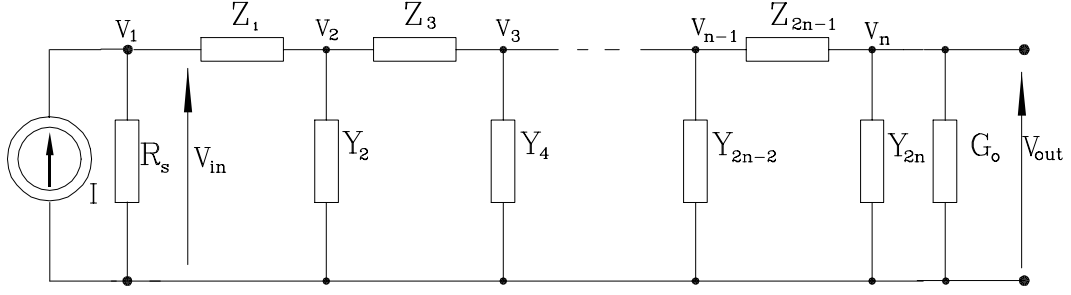 V₁ Z₁ V₂ Z₃ V₃ Vₙ₋₁ Z₂ₙ₋₁ Vₙ
I Rₛ Vᵢₙ Y₂ Y₄ Y₂ₙ₋₂ Y₂ₙ Gₒ Vₒᵤₜ